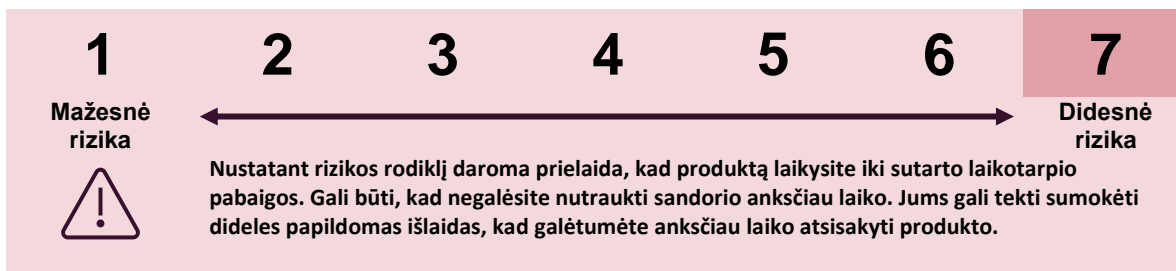 1 2 3 4 5 6 7
Mažesnė rizika
Didesnė rizika
Nustatant rizikos rodiklį daroma prielaida, kad produktą laikysite iki sutarto laikotarpio
pabaigos. Gali būti, kad negalėsite nutraukti sandorio anksčiau laiko. Jums gali tekti sumokėti
dideles papildomas išlaidas, kad galėtumėte anksčiau laiko atsisakyti produkto.